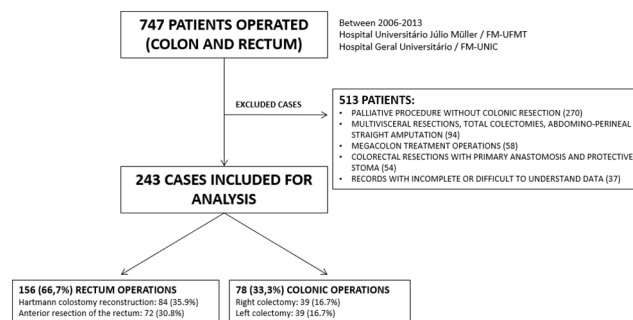 747 PATIENTS OPERATED
(COLON AND RECTUM)
Between 2006-2013
Hospital Universitário Júlio Müller / FM-UFMT
Hospital Geral Universitário / FM-UNIC
EXCLUDED CASES
513 PATIENTS:
• PALLIATIVE PROCEDURE WITHOUT COLONIC RESECTION (270)
• MULTIVISCERAL RESECTIONS, TOTAL COLECTOMIES, ABDOMINO-PERINEAL
STRAIGHT AMPUTATION (94)
• MEGACOLON TREATMENT OPERATIONS (58)
• COLORECTAL RESECTIONS WITH PRIMARY ANASTOMOSIS AND PROTECTIVE
STOMA (54)
• RECORDS WITH INCOMPLETE OR DIFFICULT TO UNDERSTAND DATA (37)
243 CASES INCLUDED FOR
ANALYSIS
156 (66,7%) RECTUM OPERATIONS
Hartmann colostomy reconstruction: 84 (35.9%)
Anterior resection of the rectum: 72 (30.8%)
78 (33,3%) COLONIC OPERATIONS
Right colectomy: 39 (16.7%)
Left colectomy: 39 (16.7%)